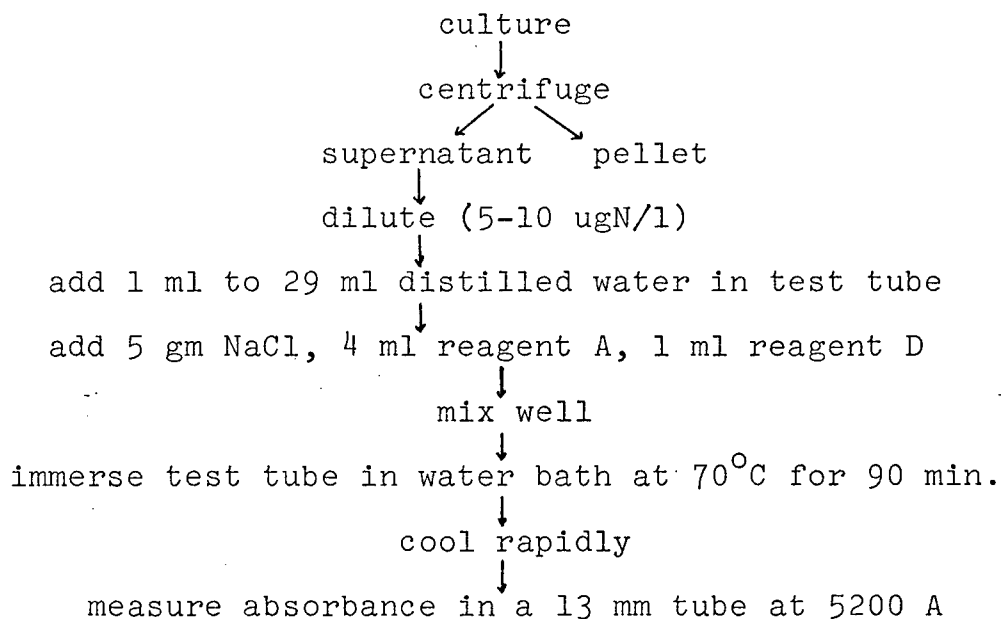 culture
centrifuge
supernatant pellet
dilute (5-10 ugN/l)
add 1 ml to 29 ml distilled water in test tube
add 5 gm NaCl, 4 ml reagent A, 1 ml reagent D
mix well
immerse test tube in water bath at 70°C for 90 min.
cool rapidly
measure absorbance in a 13 mm tube at 5200 A